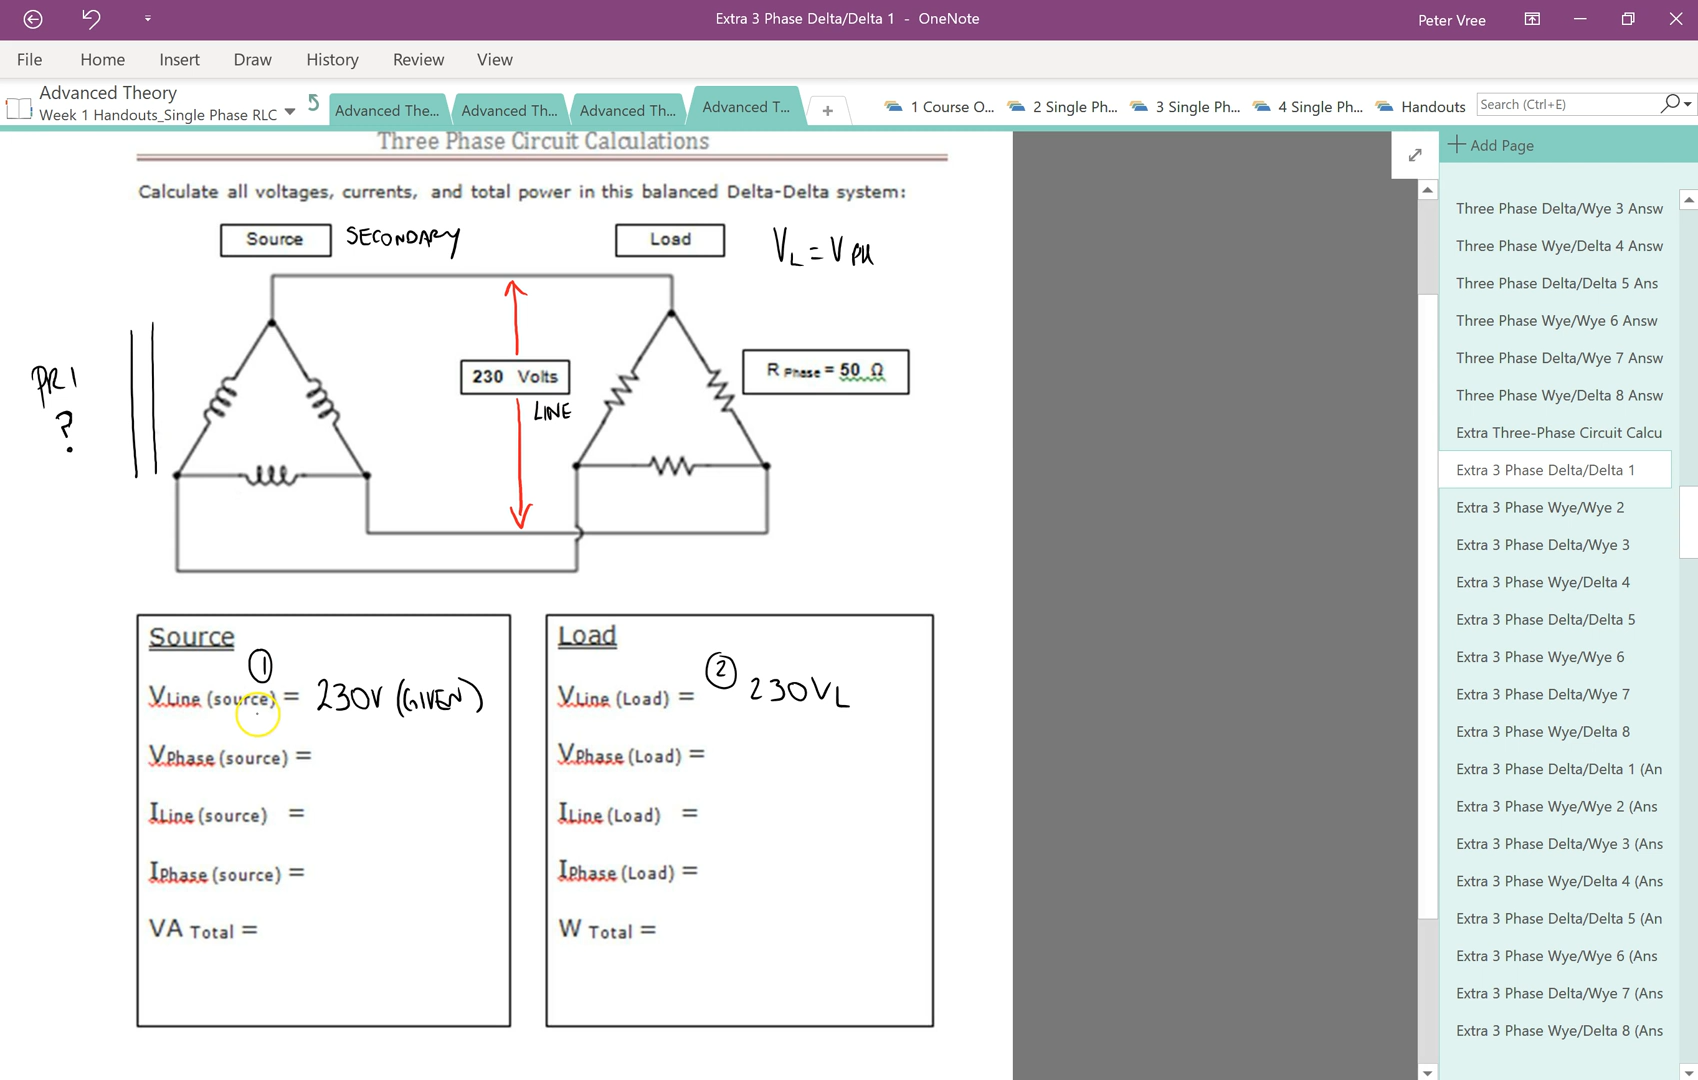 Extra 3 Phase Delta/Delta 1 - OneNote
Peter Vree
File Home Insert Draw History Review View
Advanced Theory
Week 1 Handouts_Single Phase RLC
Advanced The...
Advanced Th...
Advanced Th...
Advanced T...
1 Course O...
2 Single Ph...
3 Single Ph...
4 Single Ph...
Handouts
Search (Ctrl+E)
Add Page
Three Phase Circuit Calculations
Calculate all voltages, currents, and total power in this balanced Delta-Delta system:
Source
SECONDARY
Load
VL = VPH
PRI
?
230 Volts
LINE
R Phase = 50 Ω
Source
①
VLine (source) = 230V (GIVEN)
VPhase (source) =
ILine (source) =
IPhase (source) =
VA Total =
Load
②
VLine (Load) = 230VL
VPhase (Load) =
ILine (Load) =
IPhase (Load) =
W Total =
Three Phase Delta/Wye 3 Answ
Three Phase Wye/Delta 4 Answ
Three Phase Delta/Delta 5 Ans
Three Phase Wye/Wye 6 Answ
Three Phase Delta/Wye 7 Answ
Three Phase Wye/Delta 8 Answ
Extra Three-Phase Circuit Calcu
Extra 3 Phase Delta/Delta 1
Extra 3 Phase Wye/Wye 2
Extra 3 Phase Delta/Wye 3
Extra 3 Phase Wye/Delta 4
Extra 3 Phase Delta/Delta 5
Extra 3 Phase Wye/Wye 6
Extra 3 Phase Delta/Wye 7
Extra 3 Phase Wye/Delta 8
Extra 3 Phase Delta/Delta 1 (An
Extra 3 Phase Wye/Wye 2 (Ans
Extra 3 Phase Delta/Wye 3 (Ans
Extra 3 Phase Wye/Delta 4 (Ans
Extra 3 Phase Delta/Delta 5 (An
Extra 3 Phase Wye/Wye 6 (Ans
Extra 3 Phase Delta/Wye 7 (Ans
Extra 3 Phase Wye/Delta 8 (Ans